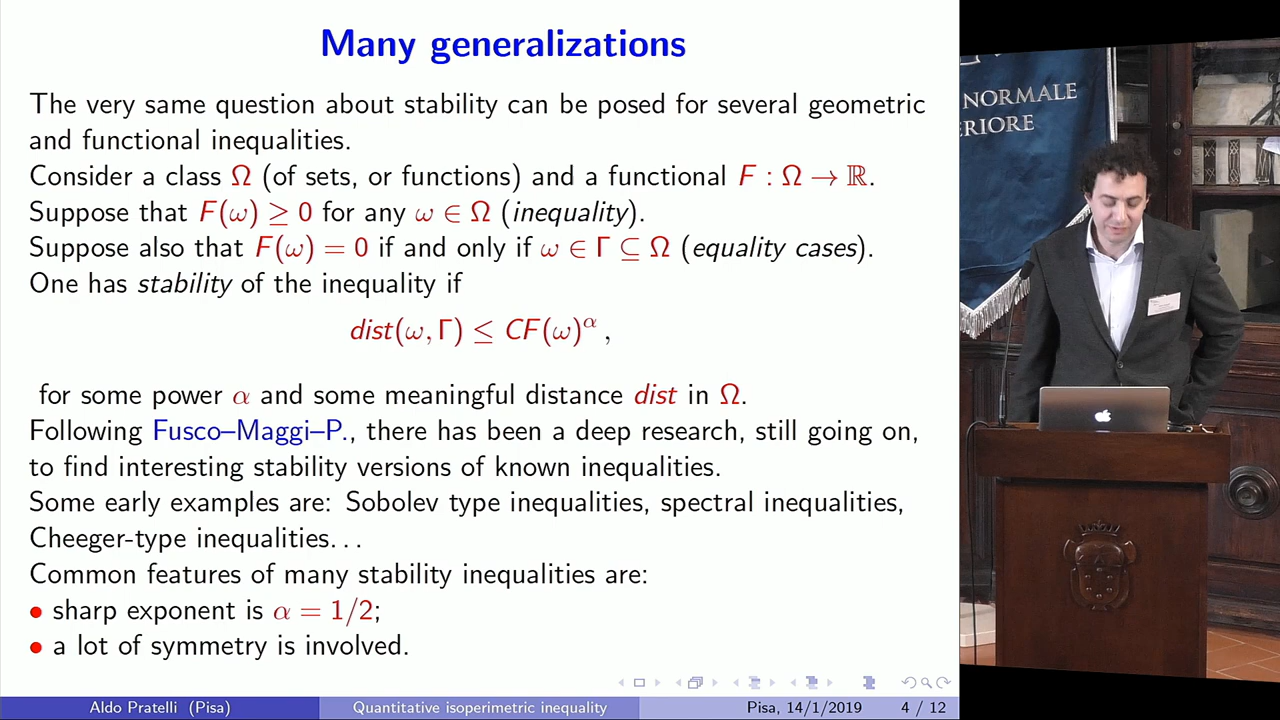 Many generalizations
The very same question about stability can be posed for several geometric
and functional inequalities.
Consider a class Ω (of sets, or functions) and a functional F : Ω → ℝ.
Suppose that F(ω) ≥ 0 for any ω ∈ Ω (inequality).
Suppose also that F(ω) = 0 if and only if ω ∈ Γ ⊆ Ω (equality cases).
One has stability of the inequality if
dist(ω, Γ) ≤ CF(ω)^α ,
for some power α and some meaningful distance dist in Ω.
Following Fusco–Maggi–P., there has been a deep research, still going on,
to find interesting stability versions of known inequalities.
Some early examples are: Sobolev type inequalities, spectral inequalities,
Cheeger-type inequalities...
Common features of many stability inequalities are:
• sharp exponent is α = 1/2;
• a lot of symmetry is involved.
Aldo Pratelli (Pisa) Quantitative isoperimetric inequality Pisa, 14/1/2019 4 / 12
NORMALE
ERIORE